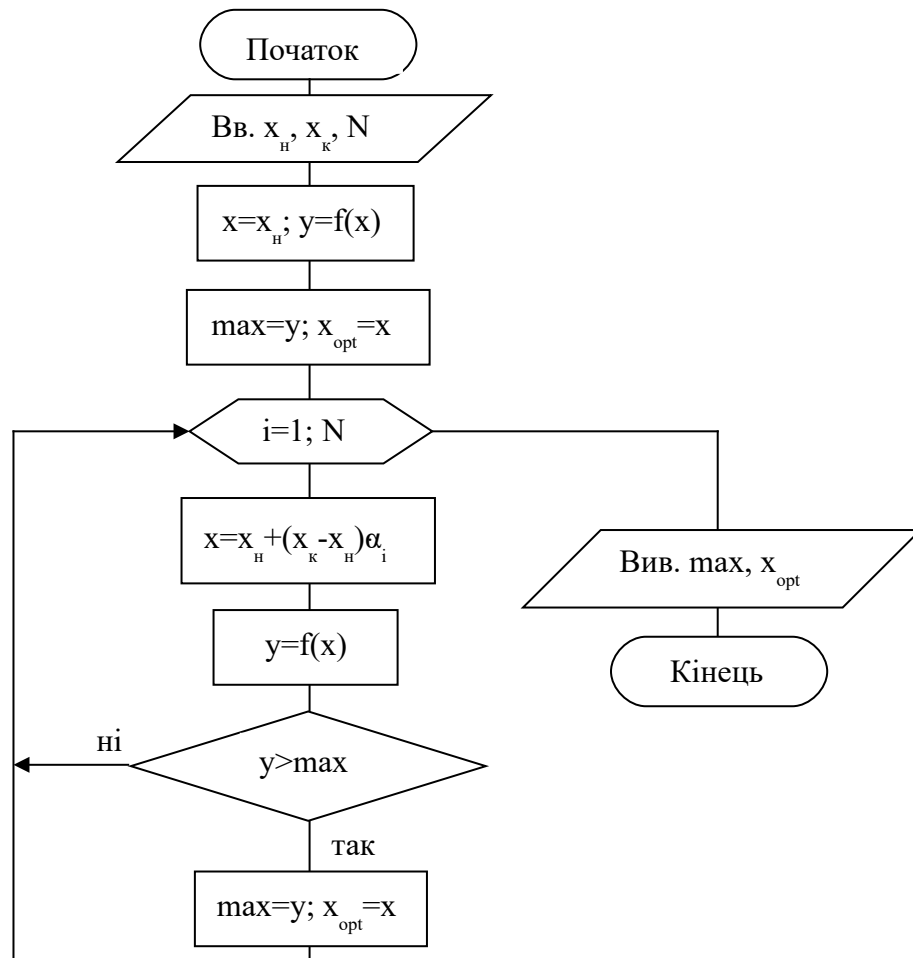 Початок
Вв. xн, xк, N
x=xн; y=f(x)
max=y; xopt=x
i=1; N
x=xн+(xк-xн)αi
Вив. max, xopt
y=f(x)
Кінець
ні
y>max
так
max=y; xopt=x